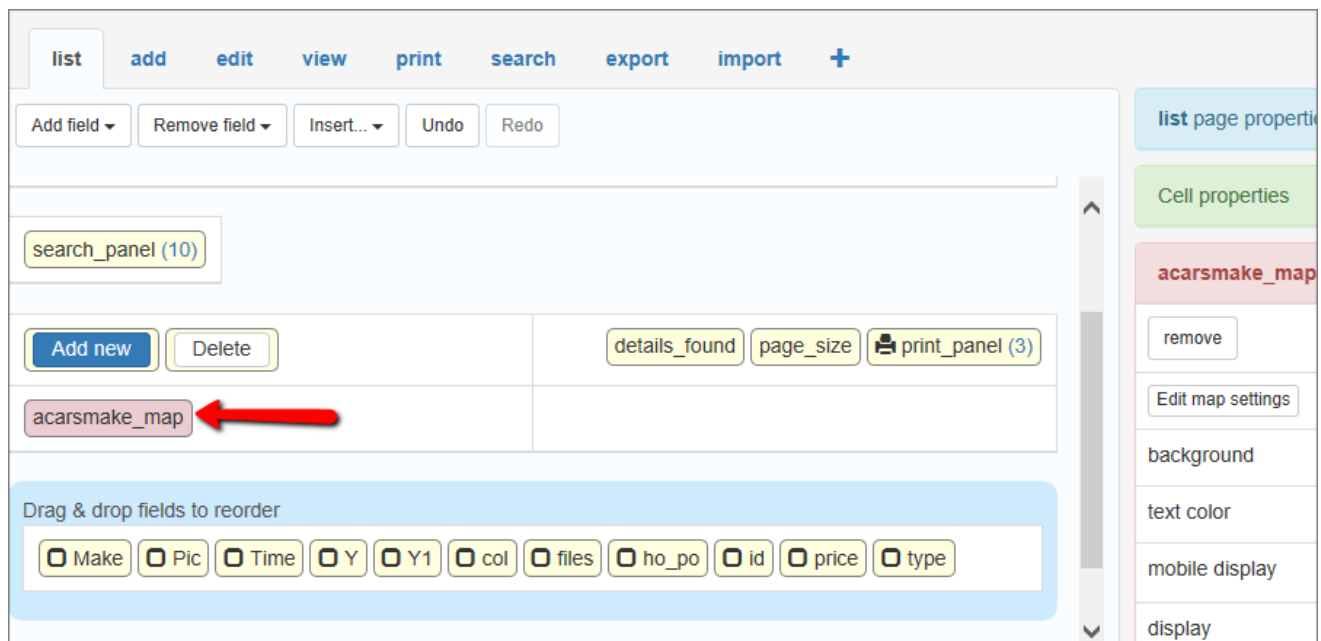 list add edit view print search export import +
Add field Remove field Insert... Undo Redo
list page properti
Cell properties
search_panel (10)
acarsmake_map
Add new Delete details_found page_size print_panel (3)
remove
acarsmake_map
Edit map settings
background
Drag & drop fields to reorder
text color
Make Pic Time Y Y1 col files ho_po id price type
mobile display
display